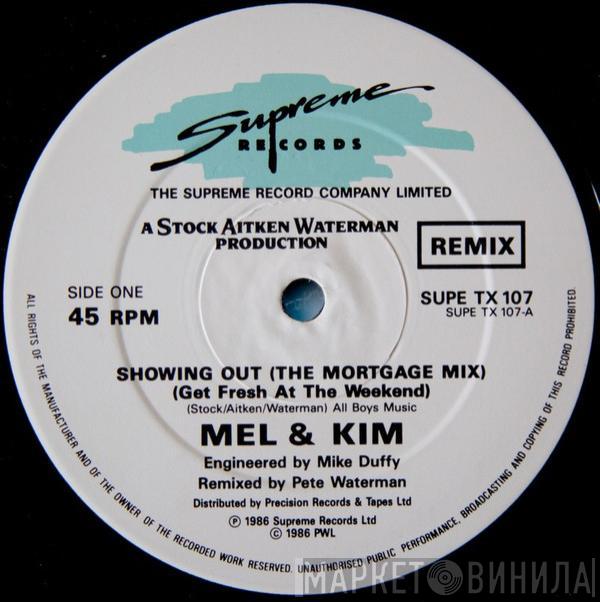 Supreme
RECORDS
THE SUPREME RECORD COMPANY LIMITED
A STOCK AITKEN WATERMAN
PRODUCTION
REMIX
SIDE ONE
45 RPM
SUPE TX 107
SUPE TX 107-A
SHOWING OUT (THE MORTGAGE MIX)
(Get Fresh At The Weekend)
(Stock/Aitken/Waterman) All Boys Music
MEL & KIM
Engineered by Mike Duffy
Remixed by Pete Waterman
Distributed by Precision Records & Tapes Ltd
℗ 1986 Supreme Records Ltd
© 1986 PWL
ALL RIGHTS OF THE MANUFACTURER AND OF THE OWNER OF THE RECORDED WORK RESERVED. UNAUTHORISED PUBLIC PERFORMANCE, BROADCASTING AND COPYING OF THIS RECORD PROHIBITED.
МАРКЕТ ВИНИЛА